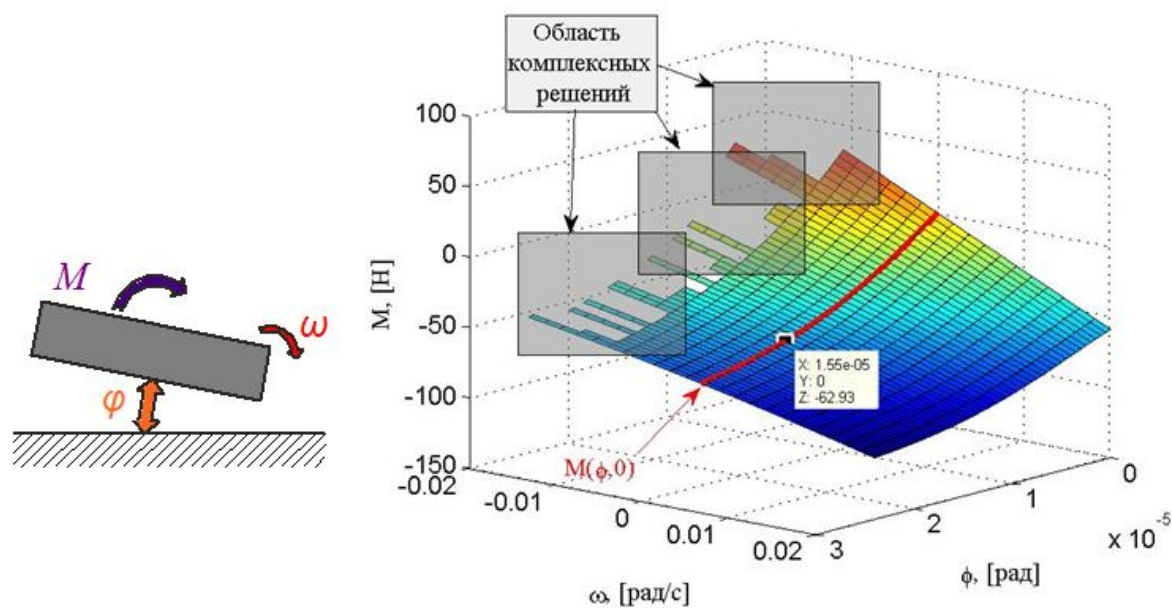 Область
комплексных
решений
M
ω
φ
M, [Н]
100
50
0
-50
-100
-150
X: 1.55e-05
Y: 0
Z: -62.93
M(ϕ,0)
-0.02
-0.01
0
0.01
0.02
3
2
1
0
x 10⁻⁵
ω, [рад/с]
ϕ, [рад]